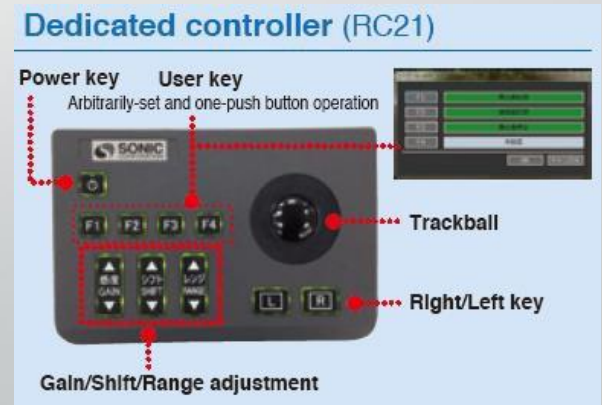 Dedicated controller (RC21)
Power key
User key
Arbitrarily-set and one-push button operation
SONIC
F1 F2 F3 F4
感度 シフト レンジ
GAIN SHIFT RANGE
Trackball
L R
Right/Left key
Gain/Shift/Range adjustment